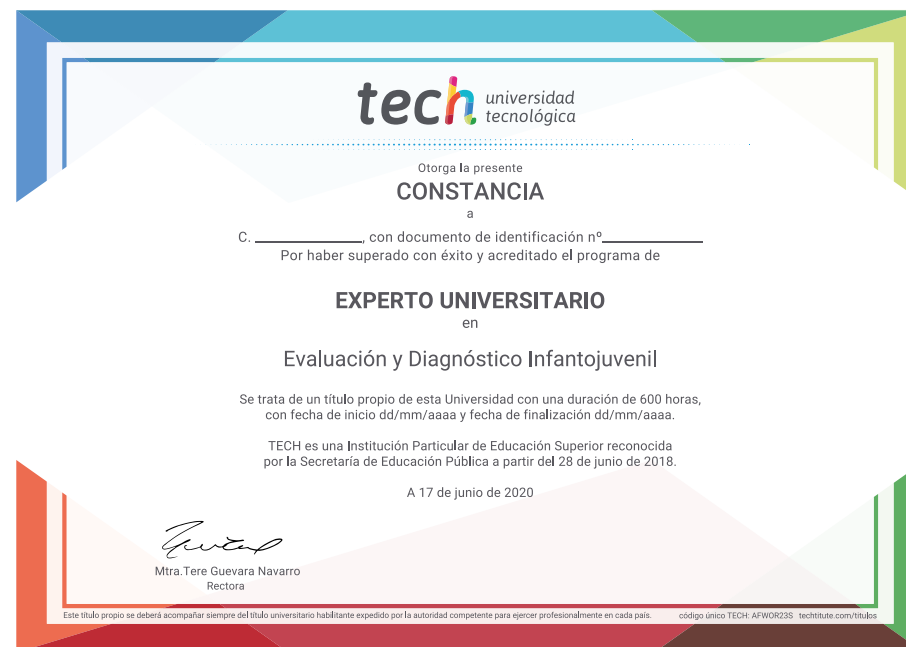 tech universidad
tecnológica
Otorga la presente
CONSTANCIA
a
C. ____________, con documento de identificación nº____________
Por haber superado con éxito y acreditado el programa de
EXPERTO UNIVERSITARIO
en
Evaluación y Diagnóstico Infantojuvenil
Se trata de un título propio de esta Universidad con una duración de 600 horas,
con fecha de inicio dd/mm/aaaa y fecha de finalización dd/mm/aaaa.
TECH es una Institución Particular de Educación Superior reconocida
por la Secretaría de Educación Pública a partir del 28 de junio de 2018.
A 17 de junio de 2020
Mtra.Tere Guevara Navarro
Rectora
Este título propio se deberá acompañar siempre del título universitario habilitante expedido por la autoridad competente para ejercer profesionalmente en cada país. código único TECH: AFWOR23S techtitute.com/titulos